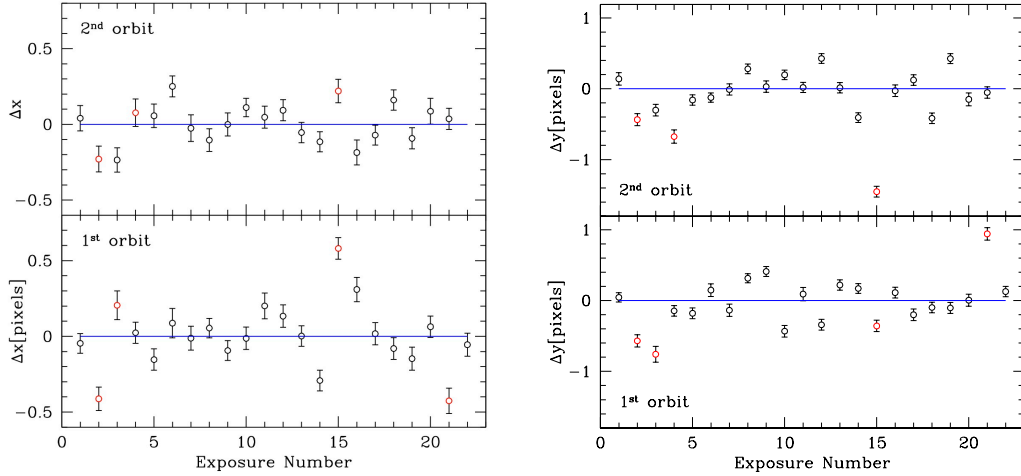 2nd orbit
Δx
0.5
0
−0.5
1st orbit
Δx[pixels]
0.5
0
−0.5
0 5 10 15 20
Exposure Number
1
0
−1
Δy[pixels]
2nd orbit
1
0
−1
Δy[pixels]
1st orbit
0 5 10 15 20
Exposure Number